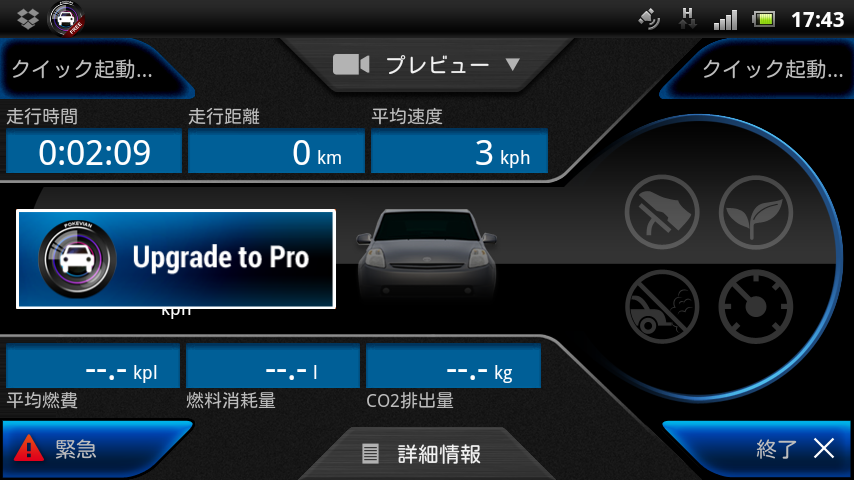 FREE
H
17:43
クイック起動...
プレビュー ▼
クイック起動...
走行時間
走行距離
平均速度
0:02:09
0 km
3 kph
POKEVIAN
Upgrade to Pro
kph
--.- kpl
--.- l
--.- kg
平均燃費
燃料消耗量
CO2排出量
緊急
詳細情報
終了